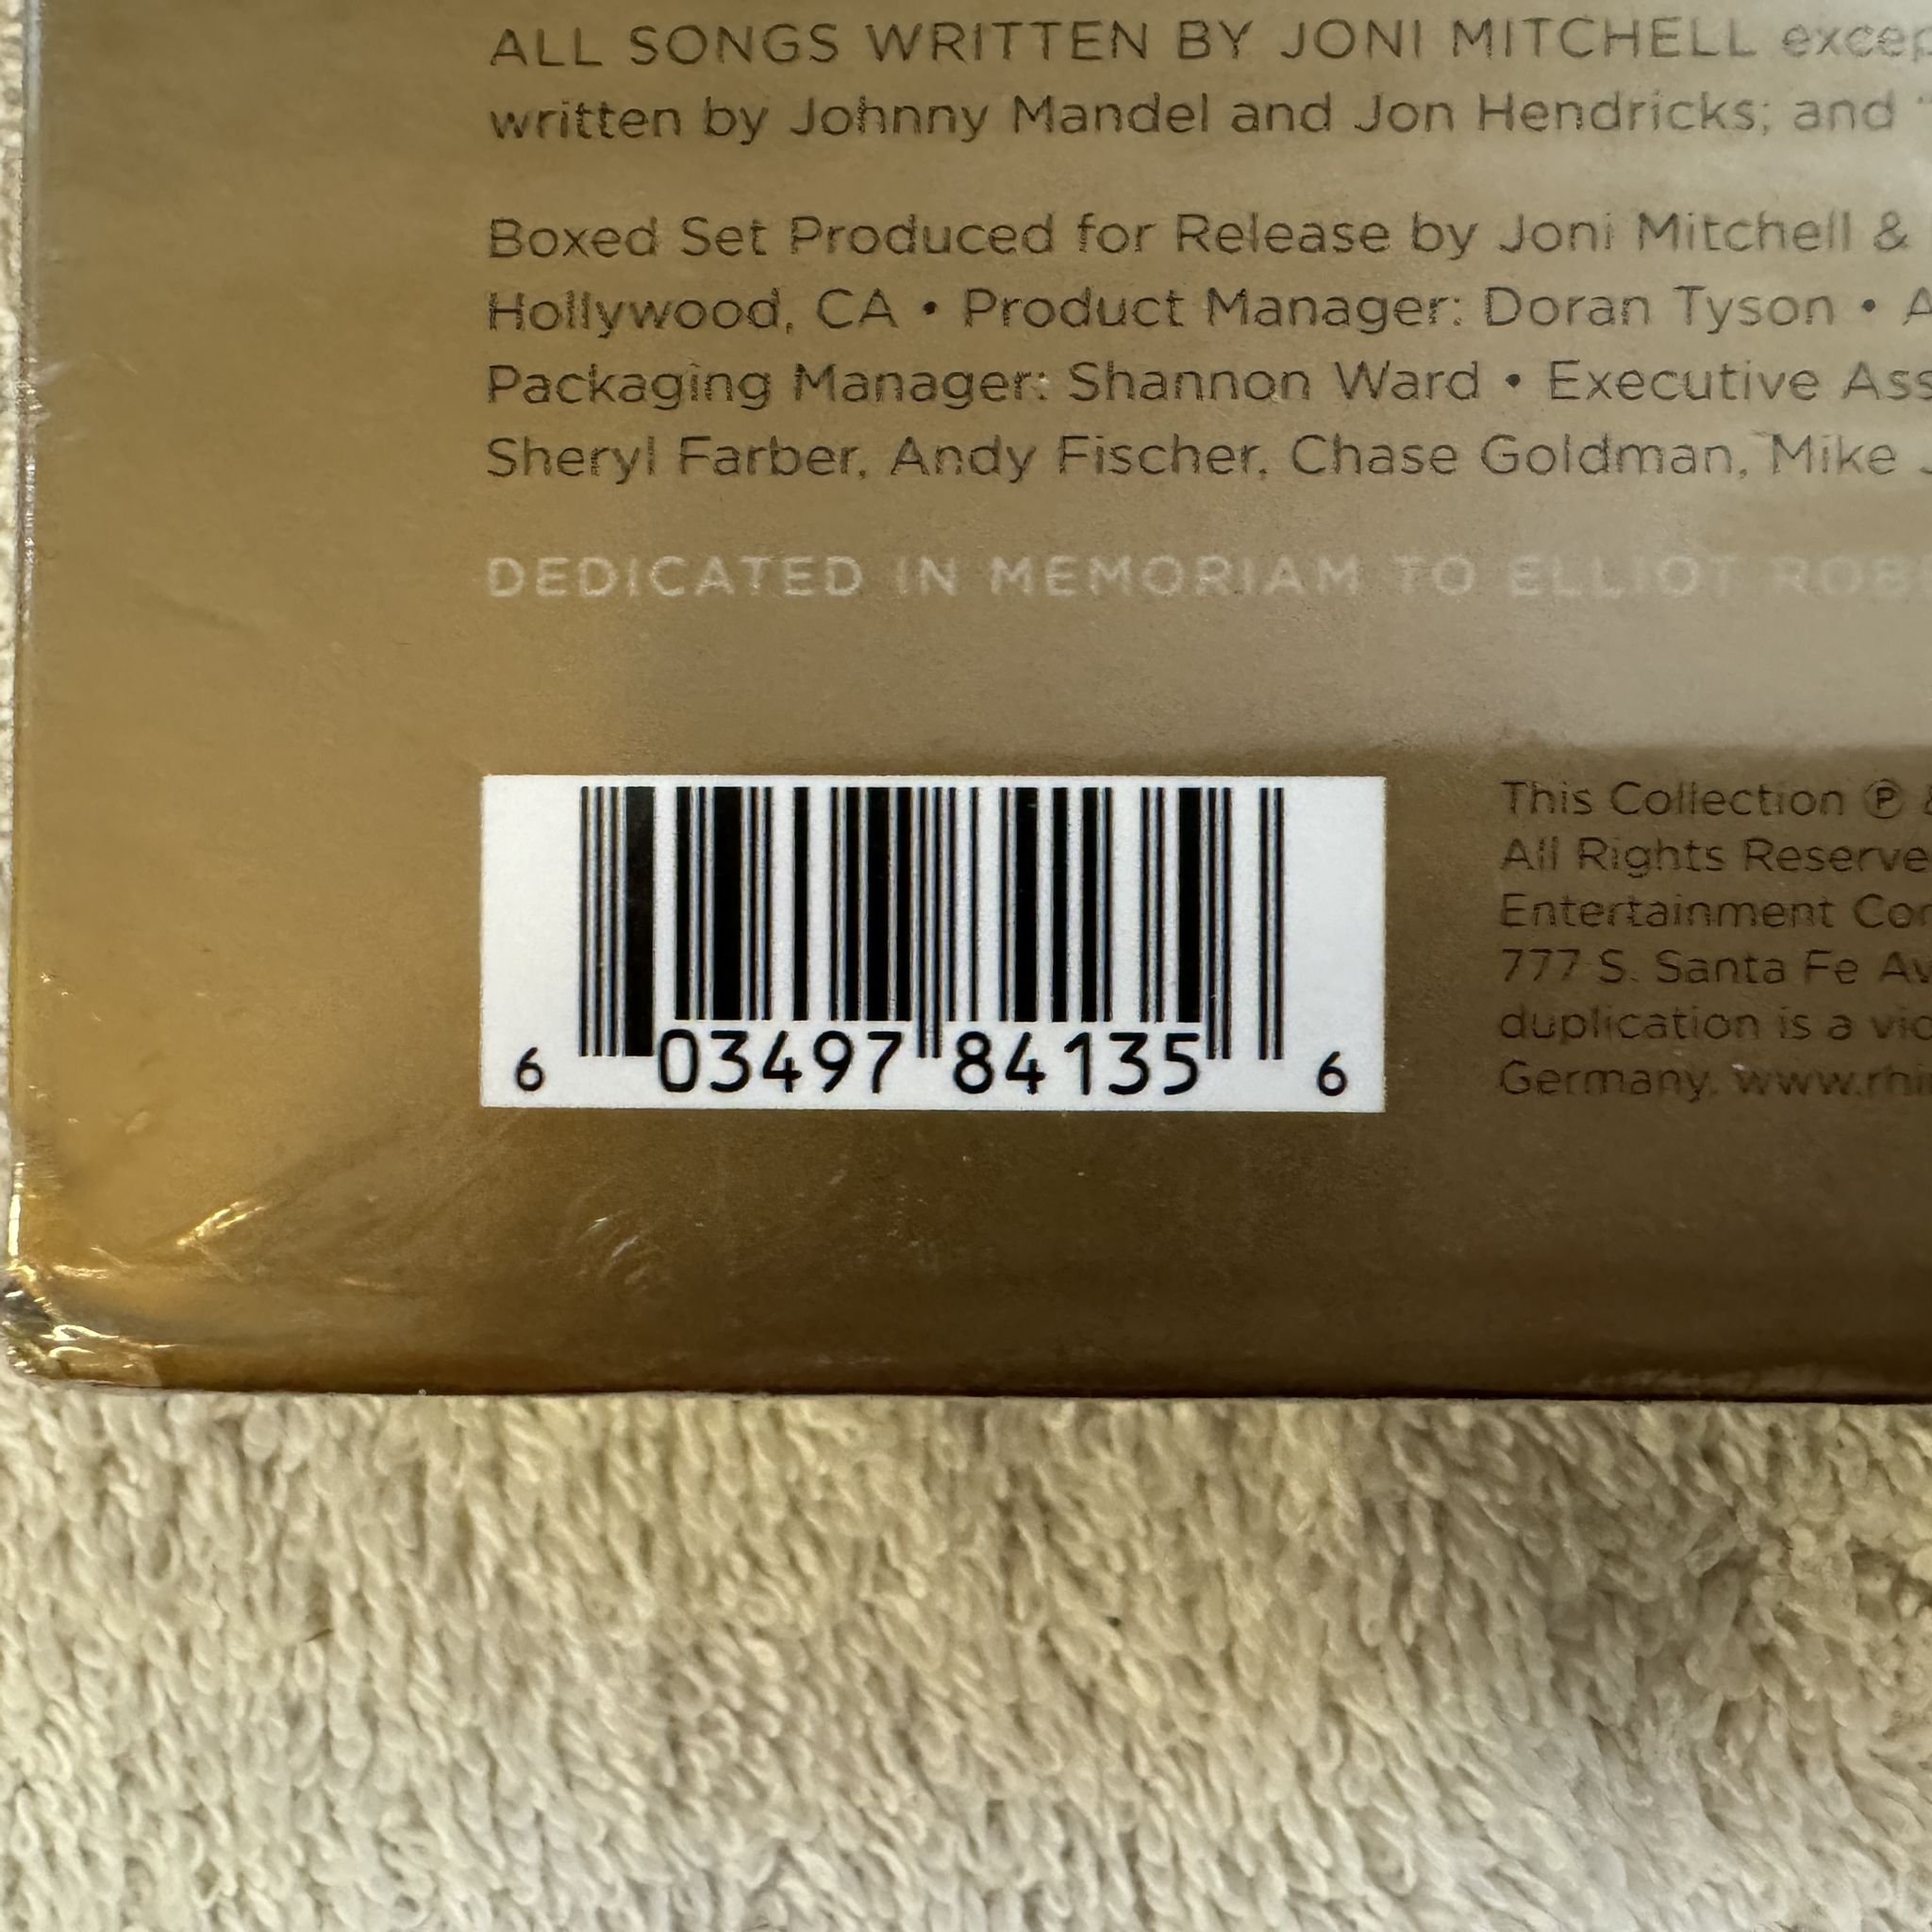 ALL SONGS WRITTEN BY JONI MITCHELL
written by Johnny Mandel and Jon Hendricks; and "
Boxed Set Produced for Release by Joni Mitchell &
Hollywood, CA • Product Manager: Doran Tyson • A
Packaging Manager: Shannon Ward • Executive
Sheryl Farber, Andy Fischer, Chase Goldman, Mike
DEDICATED IN MEMORIAM TO ELLIOT
This Collection ℗
All Rights
Entertainment
777 S. Santa Fe
duplication is a
Germany.
6 03497 84135 6